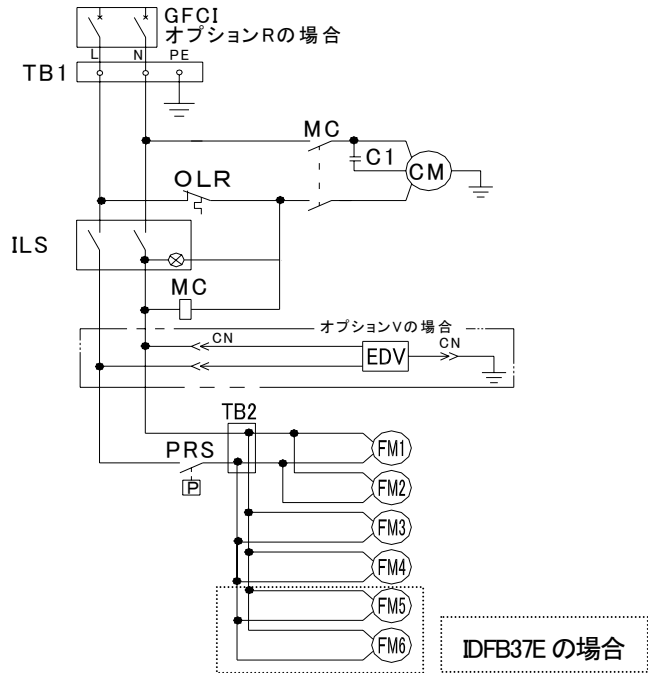 GFCI
オプションRの場合
L N PE
TB1
MC
C1
CM
OLR
ILS
MC
オプションVの場合
CN
CN
EDV
TB2
PRS
P
FM1
FM2
FM3
FM4
FM5
FM6
IDFB37E の場合